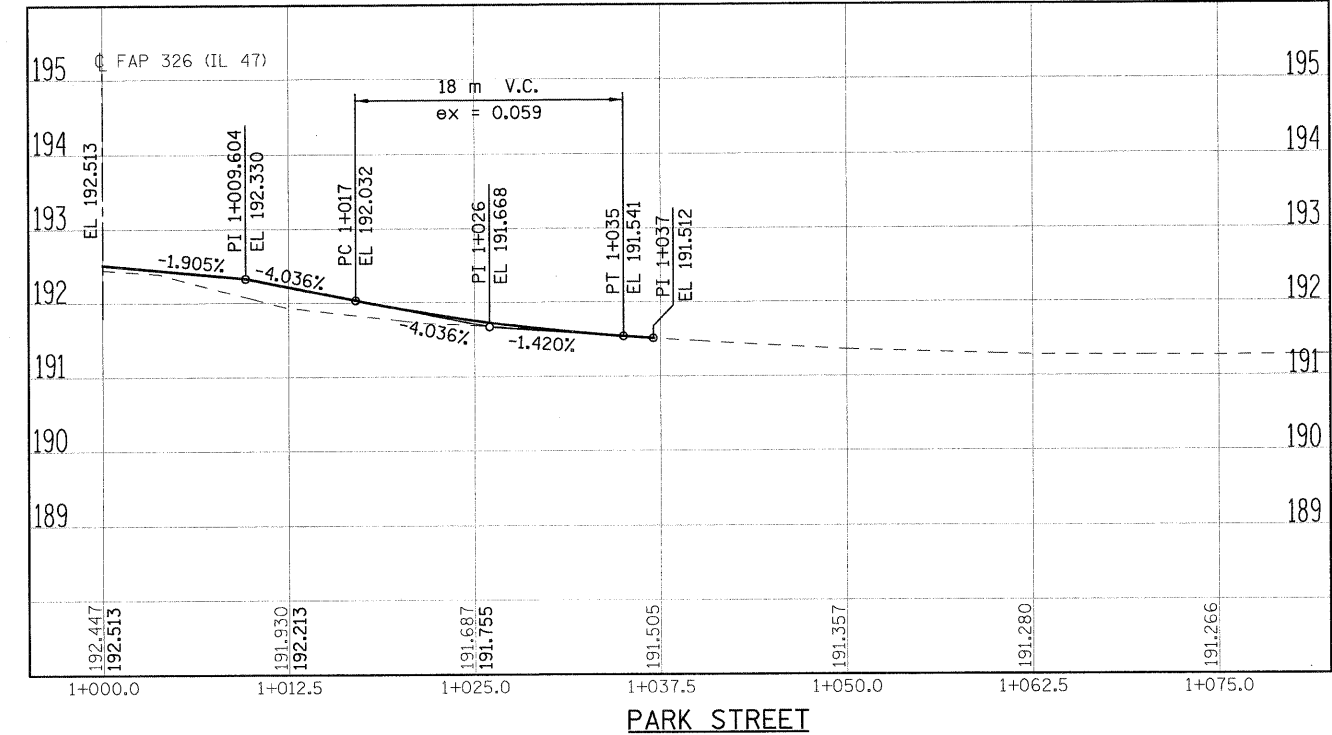 195
℄ FAP 326 (IL 47)
195
18 m V.C.
ex = 0.059
194
194
193
193
EL 192.513
PI 1+009.604
EL 192.330
PC 1+017
EL 192.032
PI 1+026
EL 191.668
PT 1+035
EL 191.541
PI 1+037
EL 191.512
-1.905%
-4.036%
192
192
-4.036%
-1.420%
191
191
190
190
189
189
192.447
192.513
191.930
192.213
191.687
191.755
191.505
191.357
191.280
191.266
1+000.0
1+012.5
1+025.0
1+037.5
1+050.0
1+062.5
1+075.0
PARK STREET